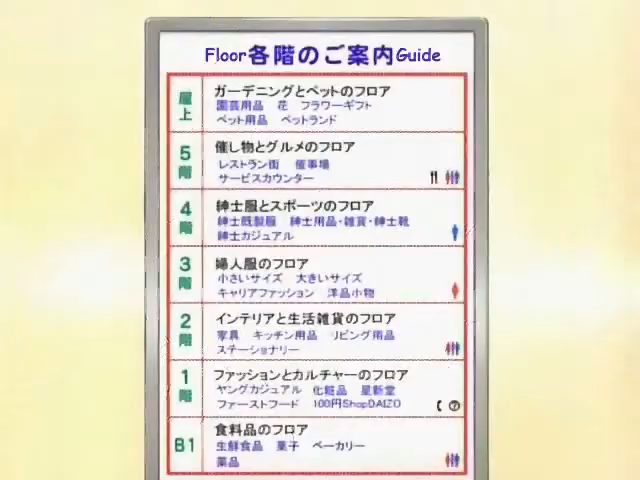 Floor各階のご案内Guide
屋上
ガーデニングとペットのフロア
園芸用品 花 フラワーギフト
ペット用品 ペットランド
5階
催し物とグルメのフロア
レストラン街 催事場
サービスカウンター
4階
紳士服とスポーツのフロア
紳士既製服 紳士用品・雑貨・紳士靴
紳士カジュアル
3階
婦人服のフロア
小さいサイズ 大きいサイズ
キャリアファッション 洋品小物
2階
インテリアと生活雑貨のフロア
家具 キッチン用品 リビング用品
ステーショナリー
1階
ファッションとカルチャーのフロア
ヤングカジュアル 化粧品 星新堂
ファーストフード 100円ShopDAIZO
B1
食料品のフロア
生鮮食品 菓子 ベーカリー
薬品